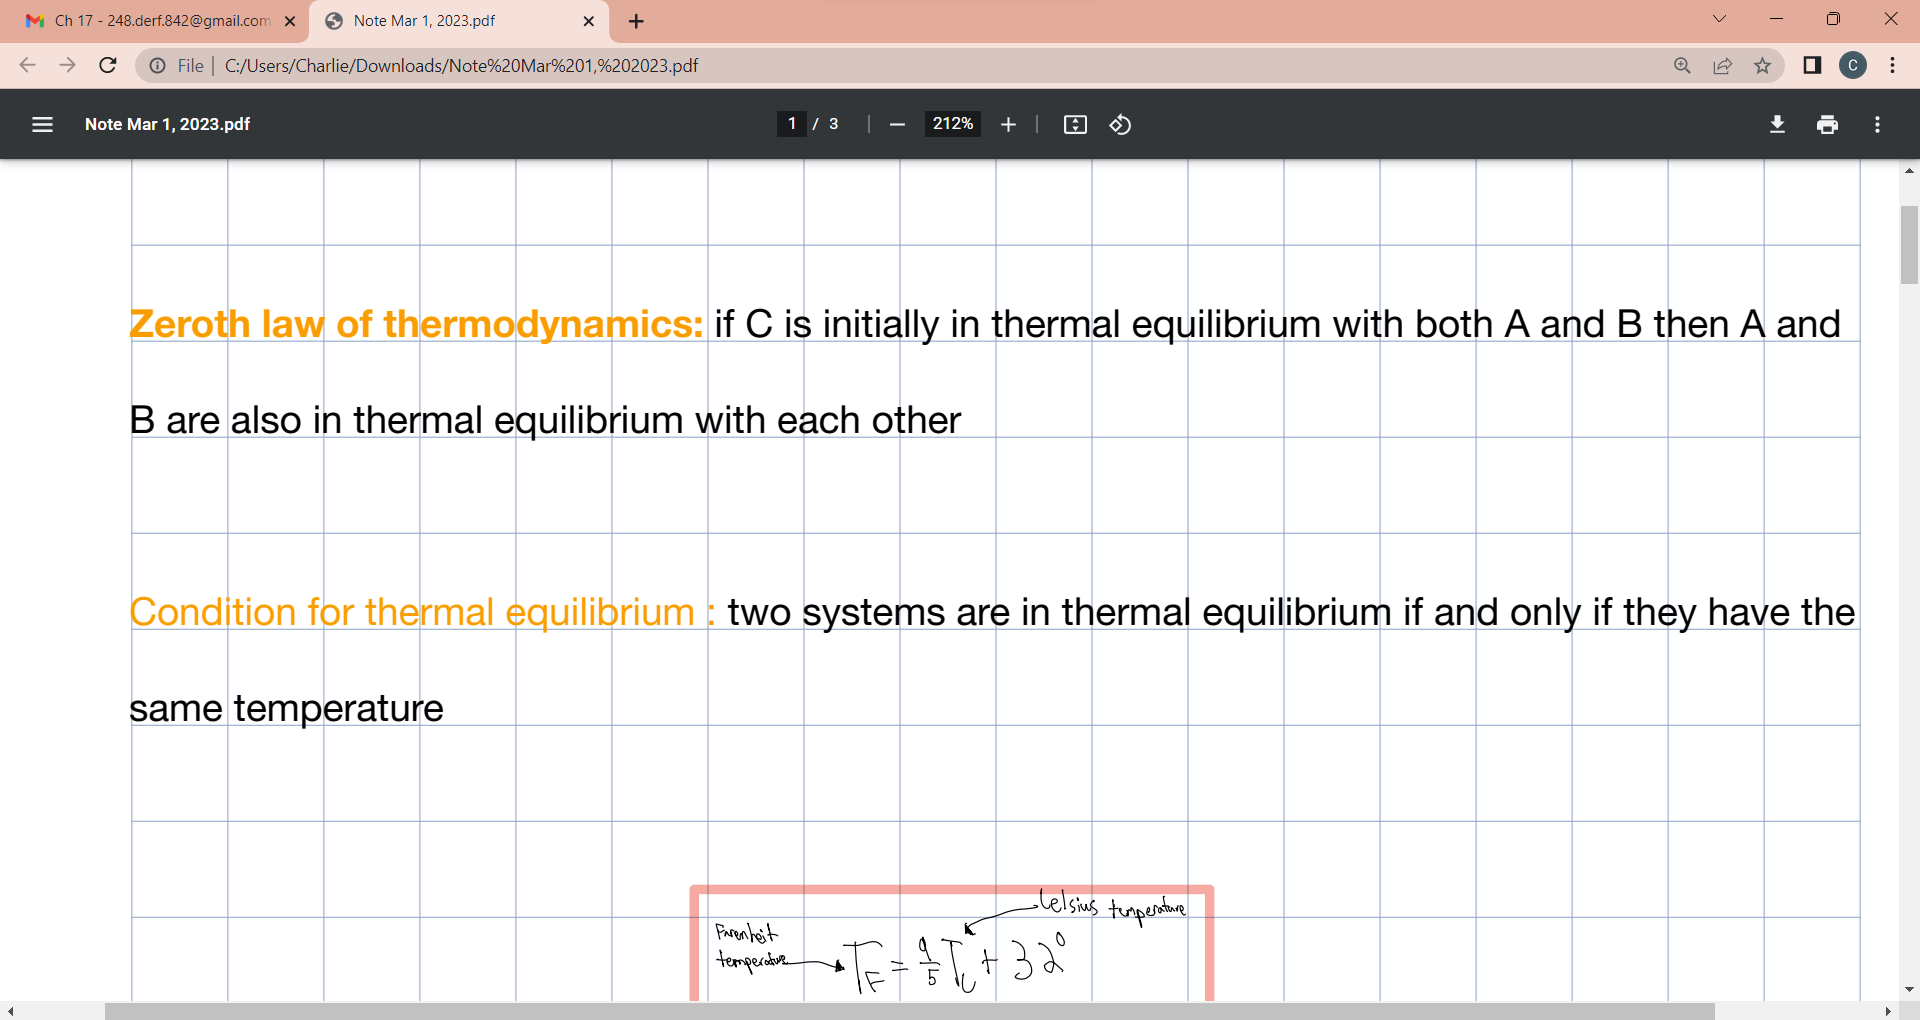 Ch 17 - 248.derf.842@gmail.com
Note Mar 1, 2023.pdf
File | C:/Users/Charlie/Downloads/Note%20Mar%201,%202023.pdf
C
Note Mar 1, 2023.pdf
1 / 3
212%
Zeroth law of thermodynamics: if C is initially in thermal equilibrium with both A and B then A and
B are also in thermal equilibrium with each other
Condition for thermal equilibrium : two systems are in thermal equilibrium if and only if they have the
same temperature
Celsius temperature
Farenheit
temperature
T_F = 9/5 T_C + 32°